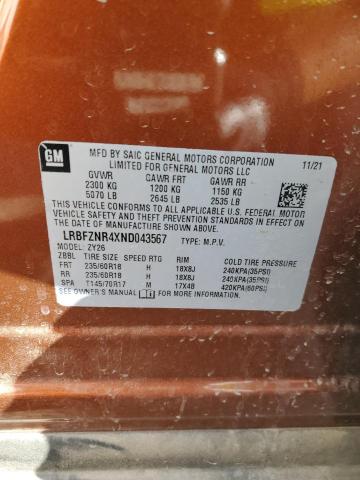 GM
MFD BY SAIC GENERAL MOTORS CORPORATION
LIMITED FOR GENERAL MOTORS LLC
11/21
GVWR GAWR FRT GAWR RR
2300 KG 1200 KG 1150 KG
5070 LB 2645 LB 2535 LB
THIS VEHICLE CONFORMS TO ALL APPLICABLE U.S. FEDERAL MOTOR
VEHICLE SAFETY AND THEFT PREVENTION STANDARDS IN EFFECT
ON THE DATE OF MANUFACTURE SHOWN ABOVE.
LRBFZNR4XND043567 TYPE: M.P.V.
MODEL: ZY26
ZBBL TIRE SIZE SPEED RTG RIM COLD TIRE PRESSURE
FRT 235/60R18 H 18X8J 240KPA(35PSI)
RR 235/60R18 H 18X8J 240KPA(35PSI)
SPA T145/70R17 M 17X4B 420KPA(60PSI)
SEE OWNER'S MANUAL FOR ADDITIONAL INFORMATION.